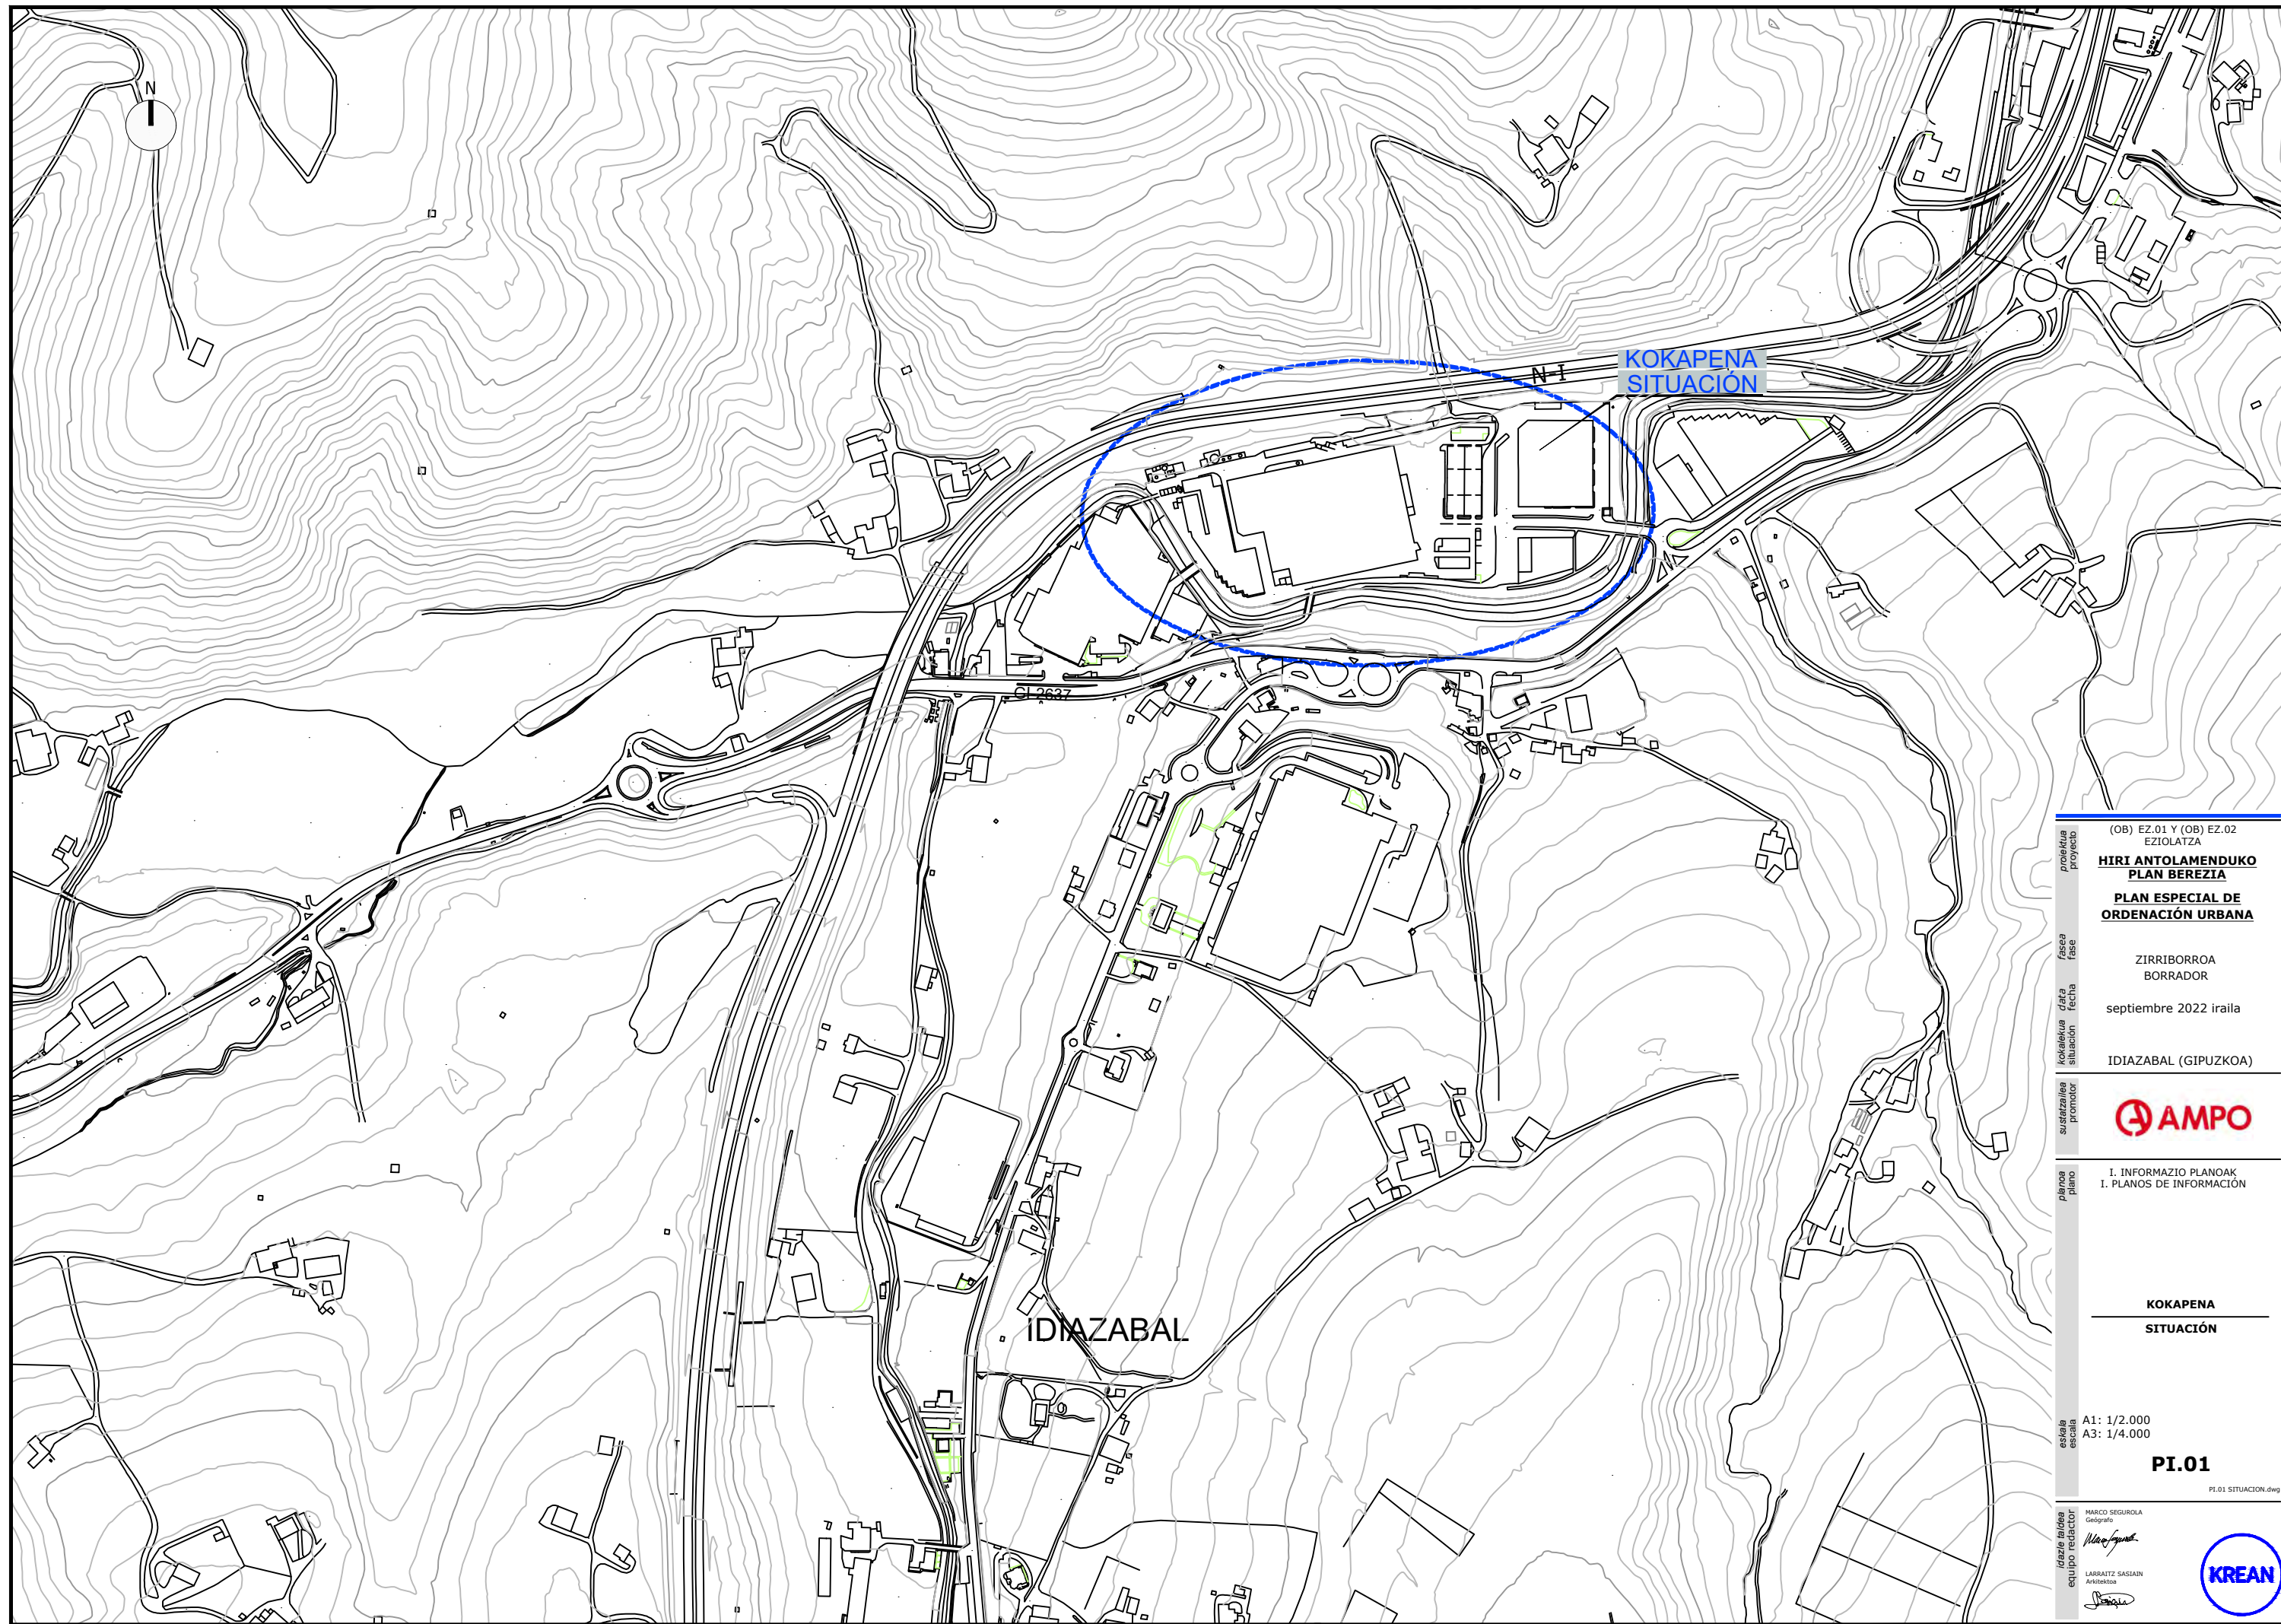 N
KOKAPENA
SITUACIÓN
N-I
GI-2637
IDIAZABAL
proiektua
proyecto
(OB) EZ.01 Y (OB) EZ.02
EZIOLATZA
HIRI ANTOLAMENDUKO
PLAN BEREZIA
PLAN ESPECIAL DE
ORDENACIÓN URBANA
fasea
fase
ZIRRIBORROA
BORRADOR
data
fecha
septiembre 2022 iraila
kokalekua
situación
IDIAZABAL (GIPUZKOA)
sustatzailea
promotor
AMPO
planoa
plano
I. INFORMAZIO PLANOAK
I. PLANOS DE INFORMACIÓN
KOKAPENA
SITUACIÓN
eskala
escala
A1: 1/2.000
A3: 1/4.000
PI.01
PI.01 SITUACION.dwg
idazle taldea
equipo redactor
MARCO SEGUROLA
Geógrafo
LARRAITZ SASIAIN
Arkitektoa
KREAN